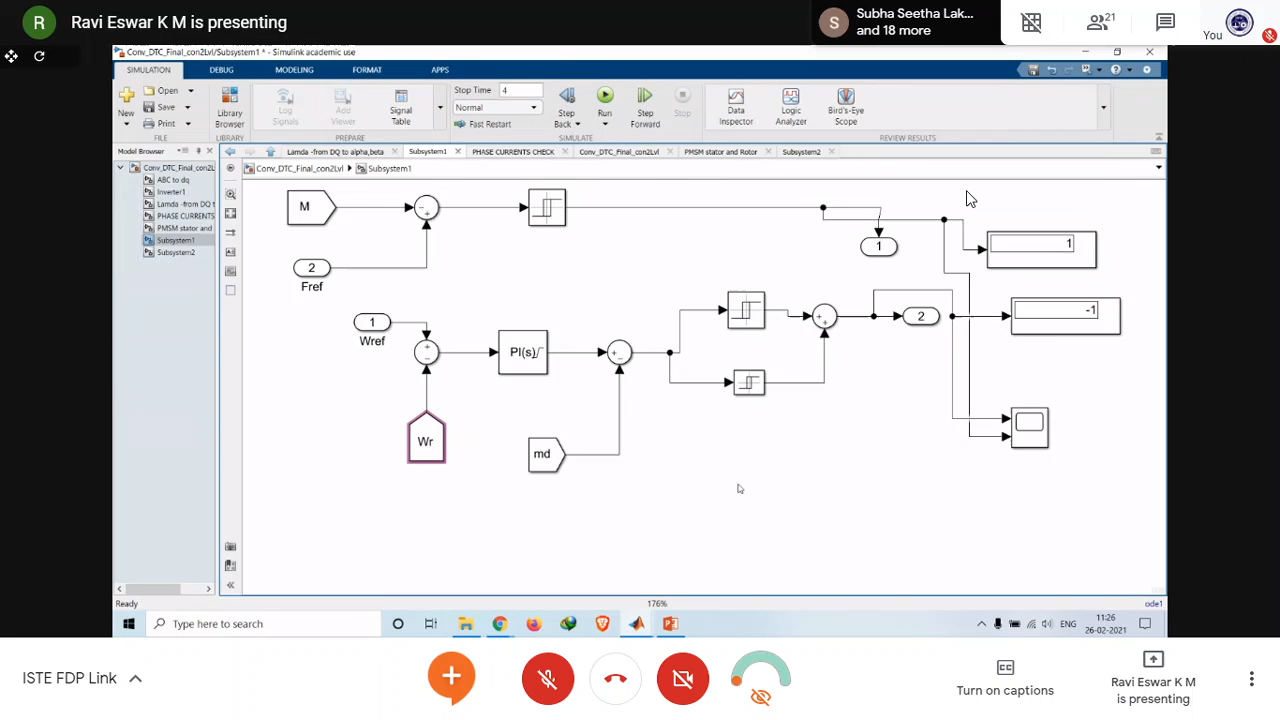 R
Ravi Eswar K M is presenting
S
Subha Seetha Lak...
and 18 more
21
You
Conv_DTC_Final_con2Lvl/Subsystem1 * - Simulink academic use
SIMULATION
DEBUG
MODELING
FORMAT
APPS
New
Open
Save
Print
FILE
Library
Browser
LIBRARY
Log
Signals
Add
Viewer
Signal
Table
PREPARE
Stop Time
4
Normal
Fast Restart
Step
Back
Run
Step
Forward
Stop
SIMULATE
Data
Inspector
Logic
Analyzer
Bird's-Eye
Scope
REVIEW RESULTS
Model Browser
Lamda -from DQ to alpha,beta
Subsystem1
PHASE CURRENTS CHECK
Conv_DTC_Final_con2Lvl
PMSM stator and Rotor
Subsystem2
Conv_DTC_Final_con2Lvl
Subsystem1
Conv_DTC_Final_con2L
ABC to dq
Inverter1
Lamda -from DQ t
PHASE CURRENTS
PMSM stator and
Subsystem1
Subsystem2
M
2
Fref
1
Wref
Wr
PI(s)
md
1
2
1
-1
Ready
176%
ode1
Type here to search
ENG
11:26
26-02-2021
ISTE FDP Link
CC
Turn on captions
Ravi Eswar K M
is presenting